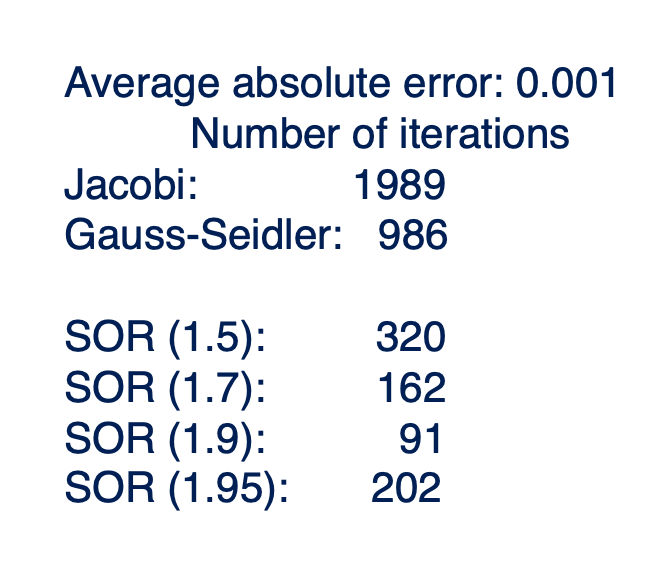 Average absolute error: 0.001
Number of iterations
Jacobi: 1989
Gauss-Seidler: 986
SOR (1.5): 320
SOR (1.7): 162
SOR (1.9): 91
SOR (1.95): 202